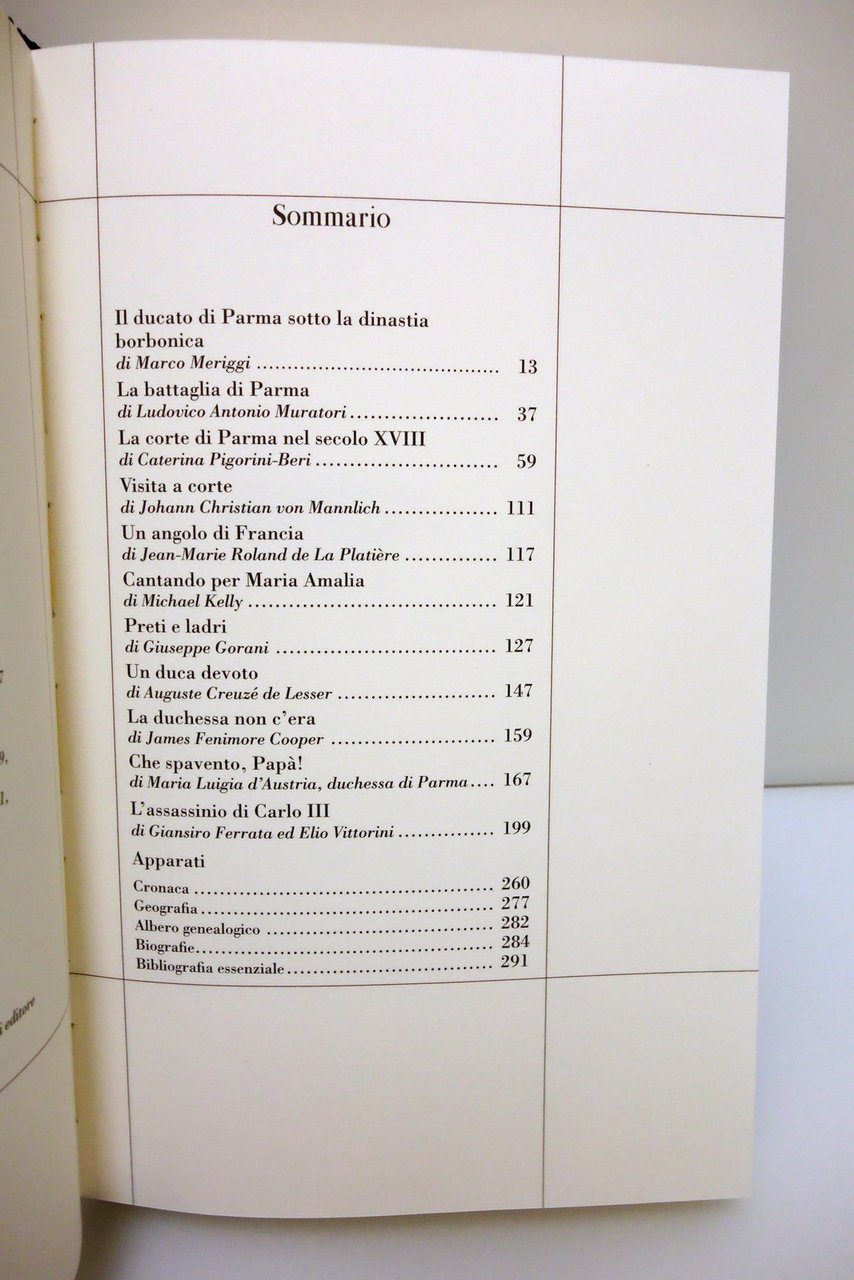 Sommario
Il ducato di Parma sotto la dinastia
borbonica
di Marco Meriggi ........................................ 13
La battaglia di Parma
di Ludovico Antonio Muratori...................... 37
La corte di Parma nel secolo XVIII
di Caterina Pigorini-Beri ........................... 59
Visita a corte
di Johann Christian von Mannlich ................. 111
Un angolo di Francia
di Jean-Marie Roland de La Platière .............. 117
Cantando per Maria Amalia
di Michael Kelly ..................................... 121
Preti e ladri
di Giuseppe Gorani ................................. 127
Un duca devoto
di Auguste Creuzé de Lesser ....................... 147
La duchessa non c'era
di James Fenimore Cooper ........................ 159
Che spavento, Papà!
di Maria Luigia d'Austria, duchessa di Parma.... 167
L'assassinio di Carlo III
di Giansiro Ferrata ed Elio Vittorini ............... 199
Apparati
Cronaca ............................................. 260
Geografia ............................................ 277
Albero genealogico .................................. 282
Biografie............................................. 284
Bibliografia essenziale............................... 291
7
9.
1.
i editore